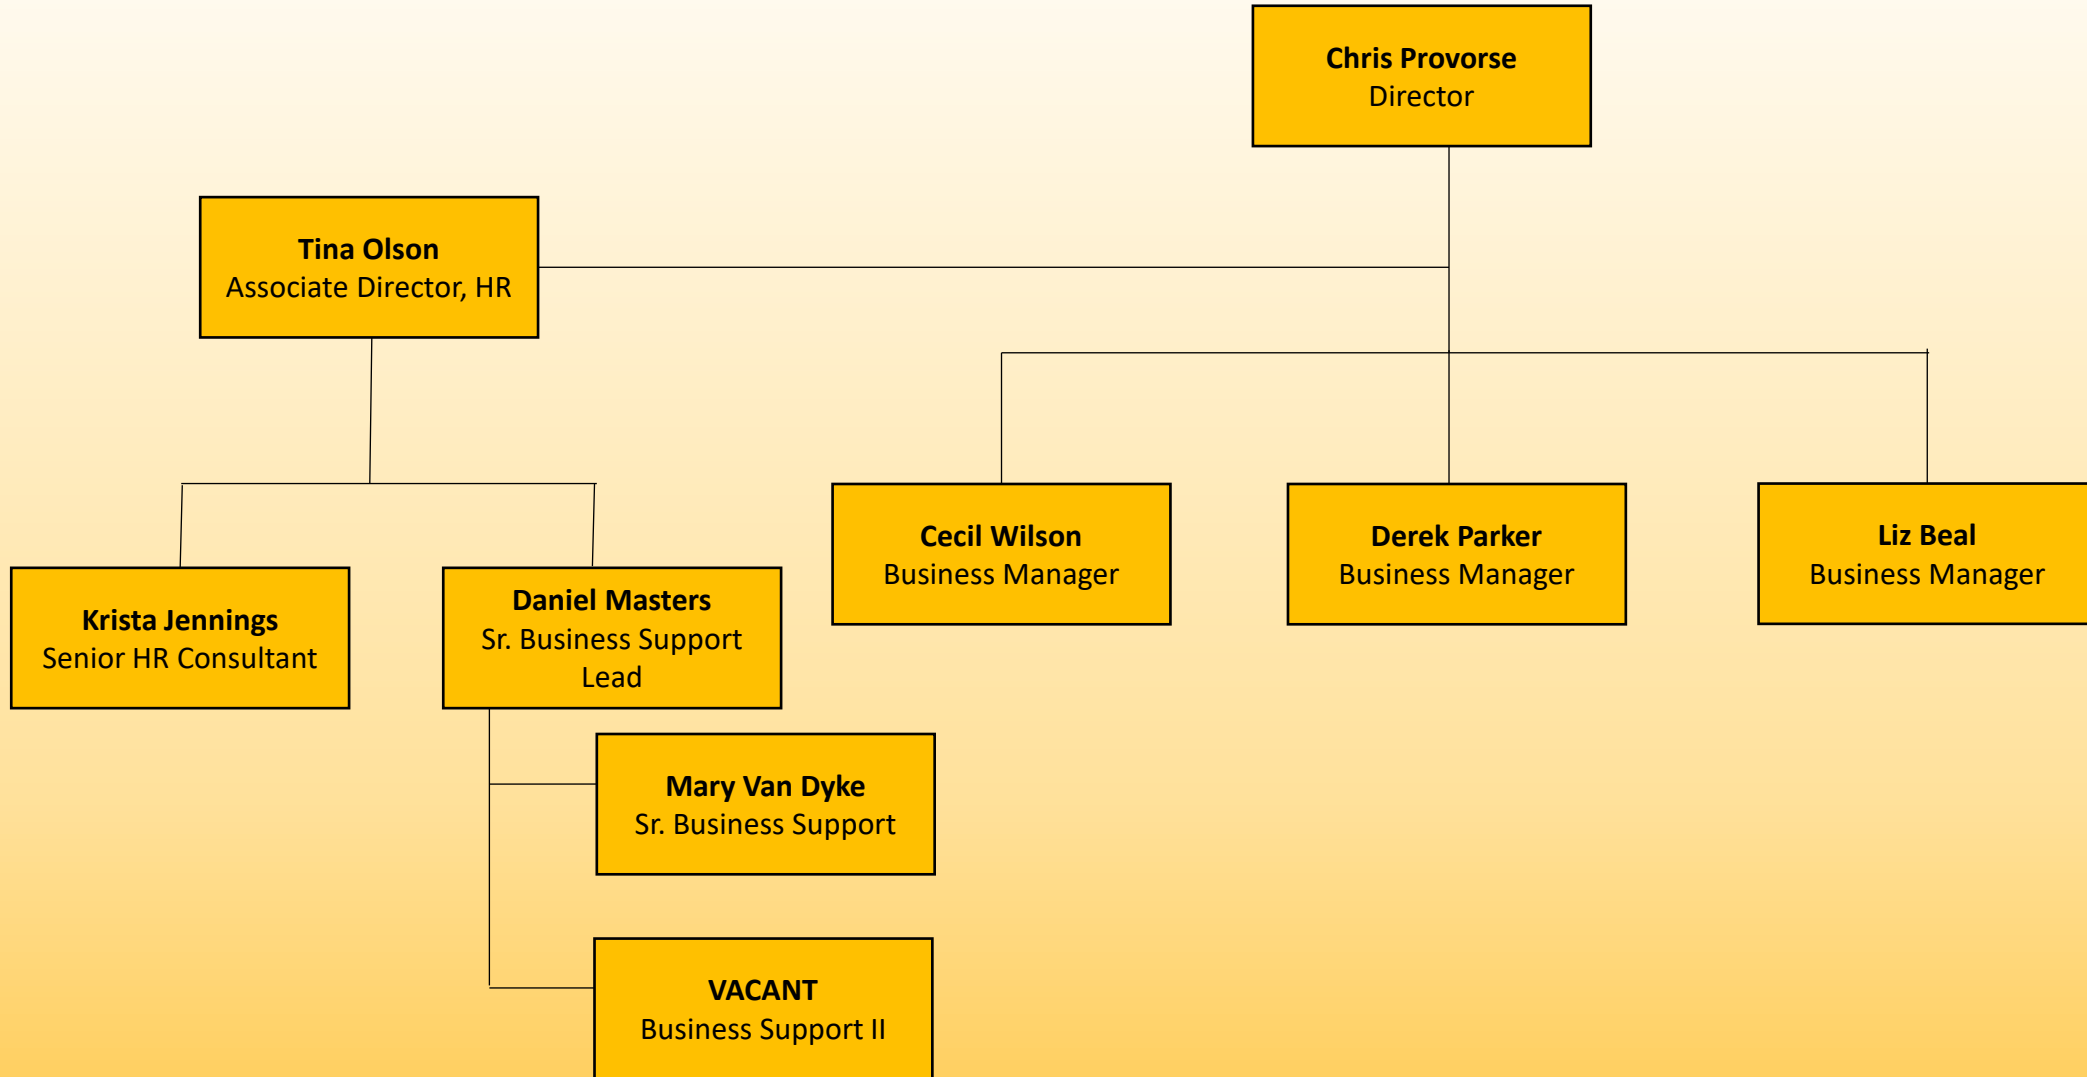 Chris Provorse
Director
Tina Olson
Associate Director, HR
Cecil Wilson
Business Manager
Derek Parker
Business Manager
Liz Beal
Business Manager
Krista Jennings
Senior HR Consultant
Daniel Masters
Sr. Business Support
Lead
Mary Van Dyke
Sr. Business Support
VACANT
Business Support II